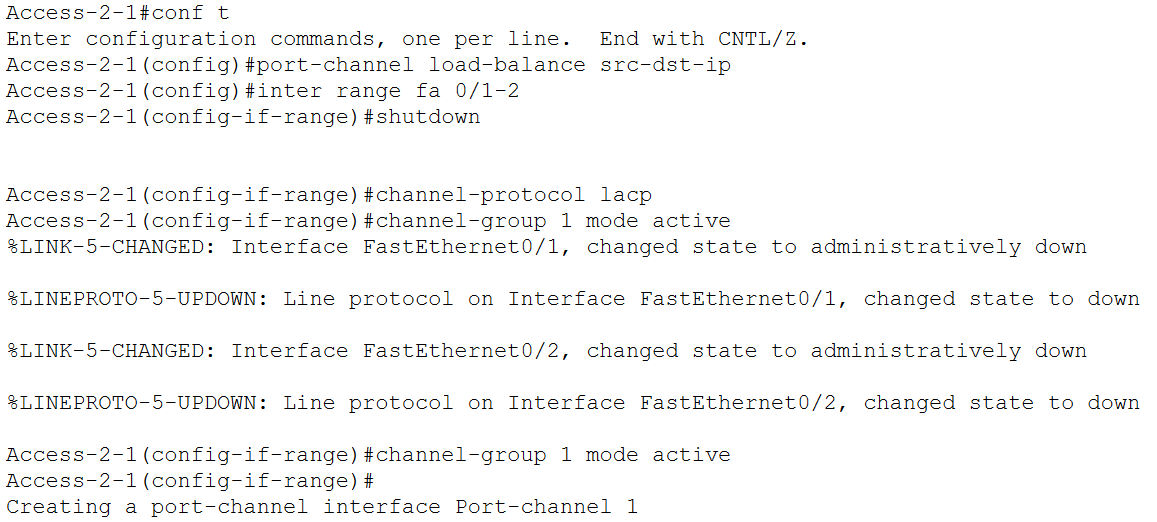 Access-2-1#conf t
Enter configuration commands, one per line.  End with CNTL/Z.
Access-2-1(config)#port-channel load-balance src-dst-ip
Access-2-1(config)#inter range fa 0/1-2
Access-2-1(config-if-range)#shutdown
Access-2-1(config-if-range)#channel-protocol lacp
Access-2-1(config-if-range)#channel-group 1 mode active
%LINK-5-CHANGED: Interface FastEthernet0/1, changed state to administratively down
%LINEPROTO-5-UPDOWN: Line protocol on Interface FastEthernet0/1, changed state to down
%LINK-5-CHANGED: Interface FastEthernet0/2, changed state to administratively down
%LINEPROTO-5-UPDOWN: Line protocol on Interface FastEthernet0/2, changed state to down
Access-2-1(config-if-range)#channel-group 1 mode active
Access-2-1(config-if-range)#
Creating a port-channel interface Port-channel 1